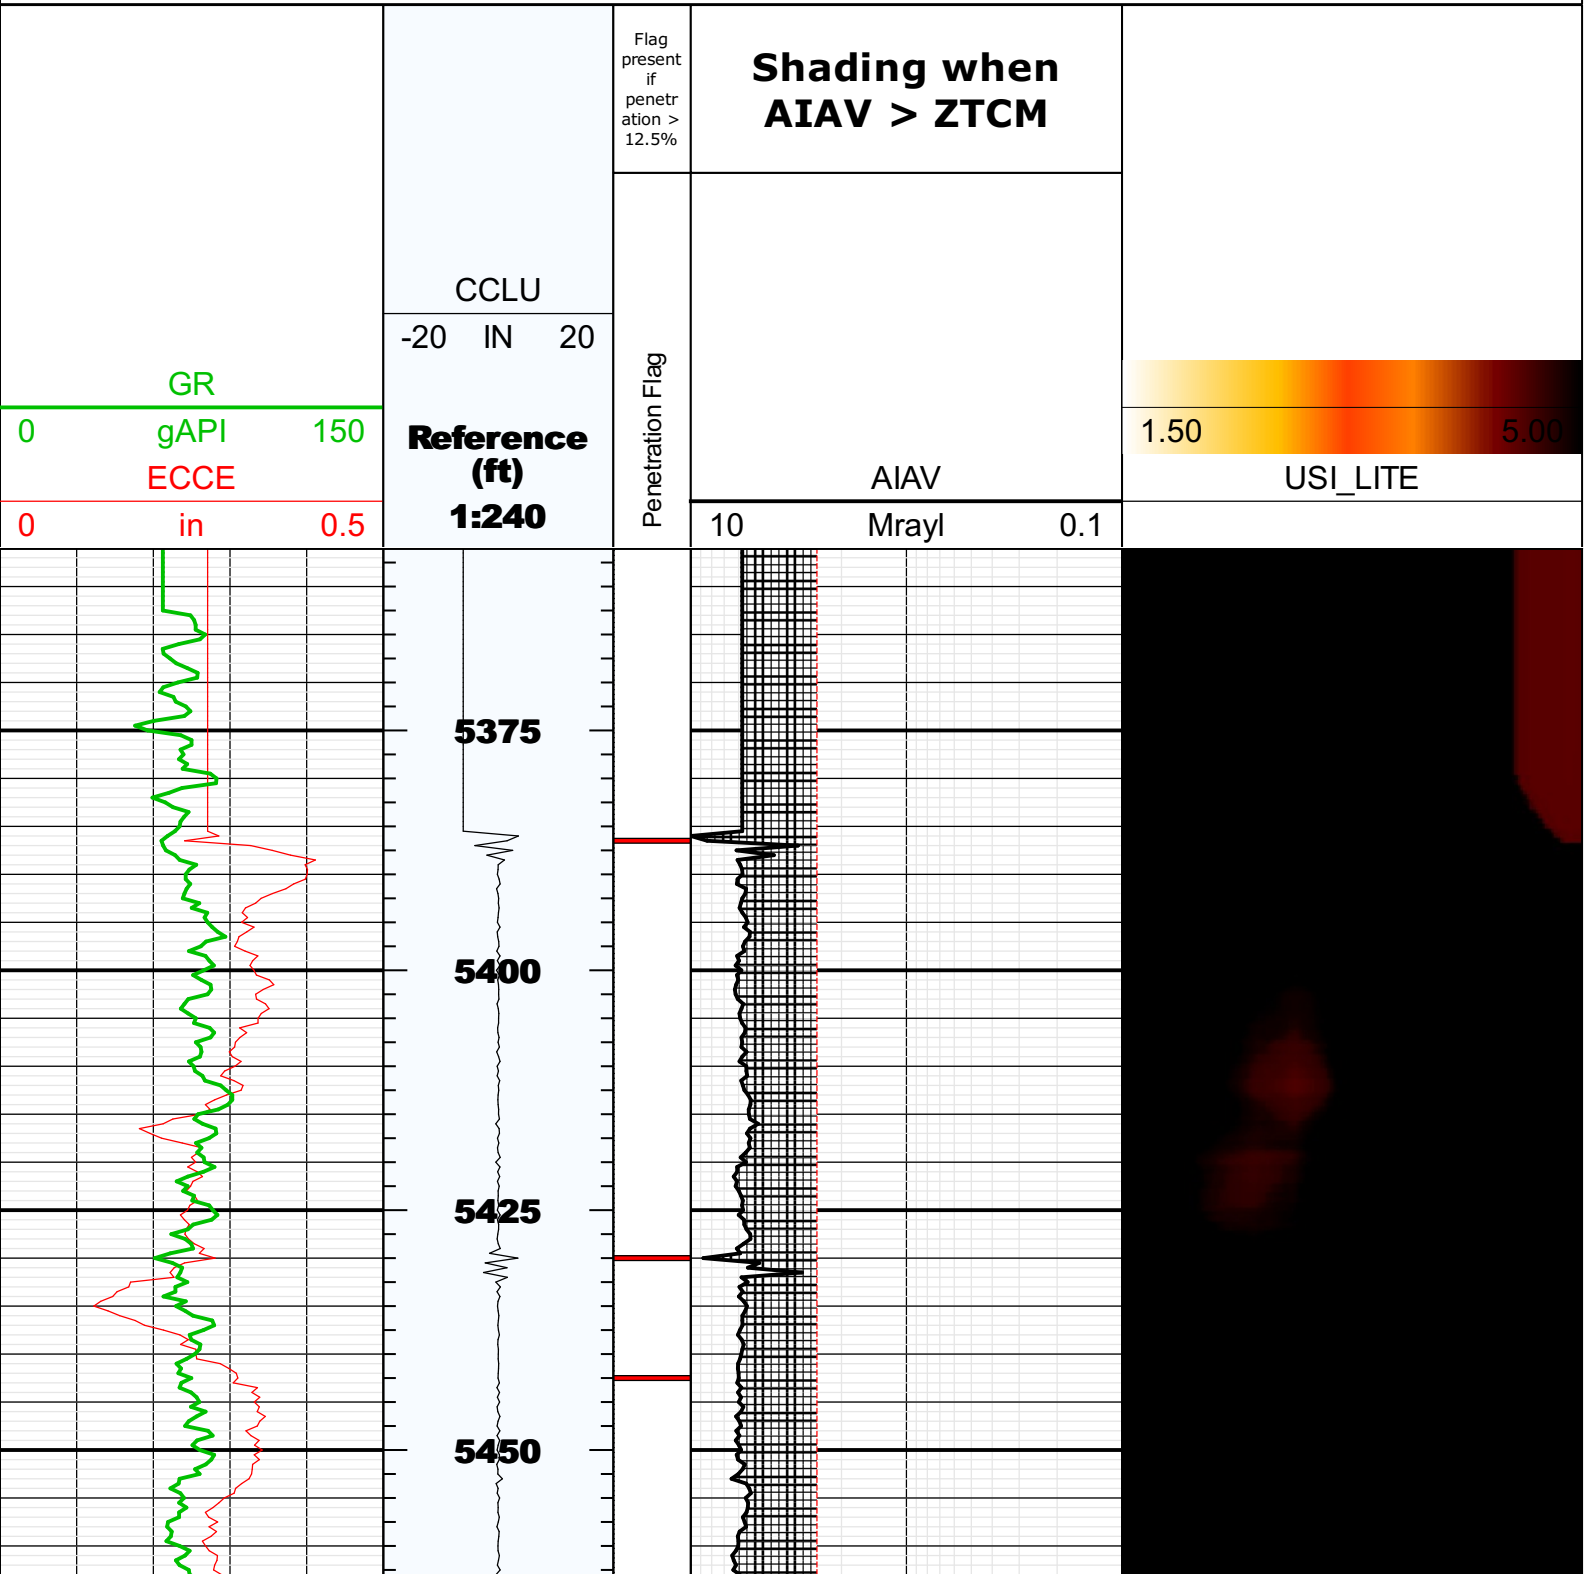 GR
0 gAPI 150
ECCE
0 in 0.5
CCLU
-20 IN 20
Reference
(ft)
1:240
Flag
present
if
penetr
ation >
12.5%
Penetration Flag
Shading when
AIAV > ZTCM
AIAV
10 Mrayl 0.1
1.50 5.00
USI_LITE
5375
5400
5425
5450